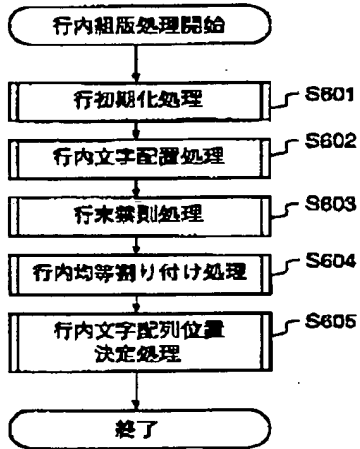 行内組版処理開始
行初期化処理
S601
行内文字配置処理
S602
行末禁則処理
S603
行内均等割り付け処理
S604
行内文字配列位置
決定処理
S605
終了